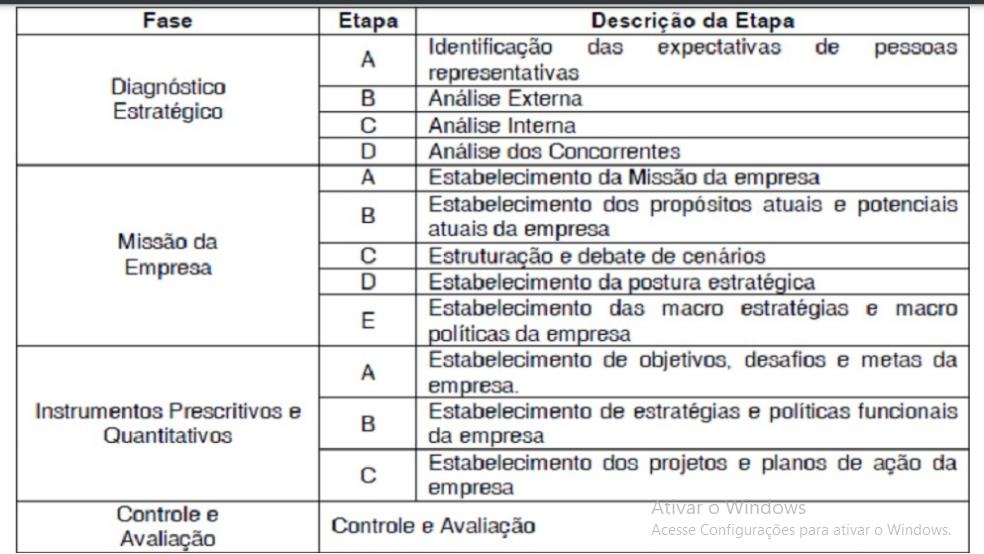 Fase Etapa Descrição da Etapa
Diagnóstico
Estratégico
A
Identificação das expectativas de pessoas
representativas
B Análise Externa
C Análise Interna
D Análise dos Concorrentes
Missão da
Empresa
A Estabelecimento da Missão da empresa
B
Estabelecimento dos propósitos atuais e potenciais
atuais da empresa
C Estruturação e debate de cenários
D Estabelecimento da postura estratégica
E
Estabelecimento das macro estratégias e macro
políticas da empresa
Instrumentos Prescritivos e
Quantitativos
A
Estabelecimento de objetivos, desafios e metas da
empresa.
B
Estabelecimento de estratégias e políticas funcionais
da empresa
C
Estabelecimento dos projetos e planos de ação da
empresa
Controle e
Avaliação
Controle e Avaliação
Ativar o Windows
Acesse Configurações para ativar o Windows.